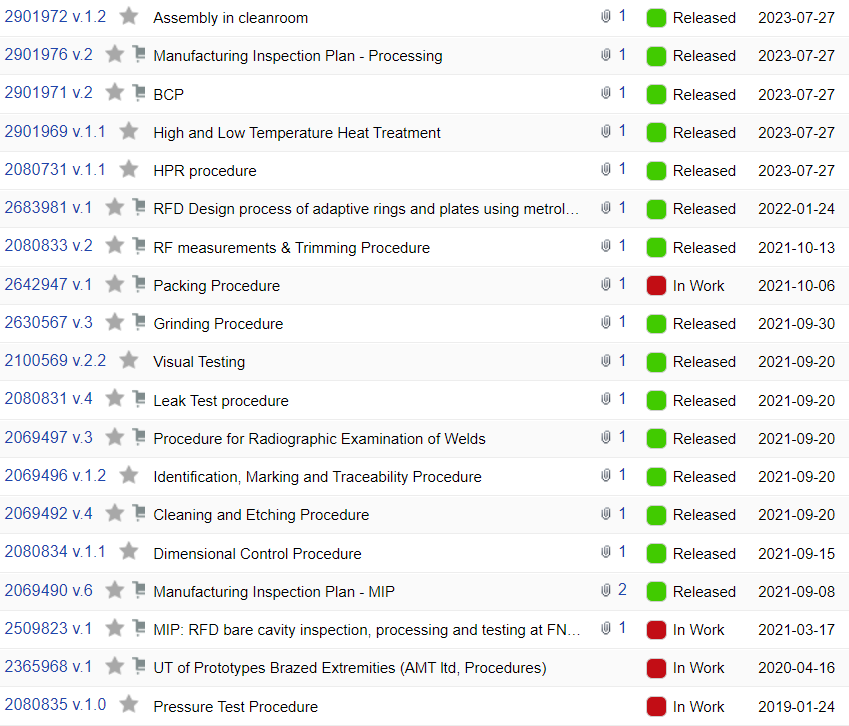 2901972 v.1.2 Assembly in cleanroom 1 Released 2023-07-27
2901976 v.2 Manufacturing Inspection Plan - Processing 1 Released 2023-07-27
2901971 v.2 BCP 1 Released 2023-07-27
2901969 v.1.1 High and Low Temperature Heat Treatment 1 Released 2023-07-27
2080731 v.1.1 HPR procedure 1 Released 2023-07-27
2683981 v.1 RFD Design process of adaptive rings and plates using metrol... 1 Released 2022-01-24
2080833 v.2 RF measurements & Trimming Procedure 1 Released 2021-10-13
2642947 v.1 Packing Procedure 1 In Work 2021-10-06
2630567 v.3 Grinding Procedure 1 Released 2021-09-30
2100569 v.2.2 Visual Testing 1 Released 2021-09-20
2080831 v.4 Leak Test procedure 1 Released 2021-09-20
2069497 v.3 Procedure for Radiographic Examination of Welds 1 Released 2021-09-20
2069496 v.1.2 Identification, Marking and Traceability Procedure 1 Released 2021-09-20
2069492 v.4 Cleaning and Etching Procedure 1 Released 2021-09-20
2080834 v.1.1 Dimensional Control Procedure 1 Released 2021-09-15
2069490 v.6 Manufacturing Inspection Plan - MIP 2 Released 2021-09-08
2509823 v.1 MIP: RFD bare cavity inspection, processing and testing at FN... 1 In Work 2021-03-17
2365968 v.1 UT of Prototypes Brazed Extremities (AMT ltd, Procedures) In Work 2020-04-16
2080835 v.1.0 Pressure Test Procedure In Work 2019-01-24